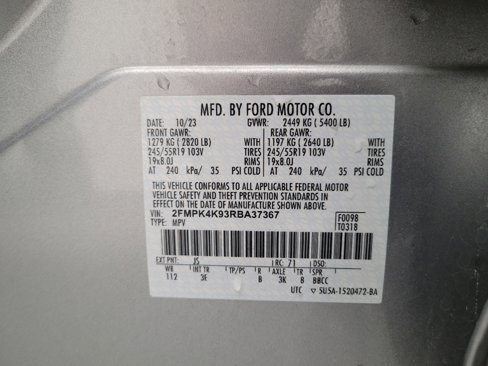 MFD. BY FORD MOTOR CO.
DATE: 10/23 GVWR: 2449 KG ( 5400 LB)
FRONT GAWR: REAR GAWR:
1279 KG ( 2820 LB) WITH 1197 KG ( 2640 LB) WITH
245/55R19 103V TIRES 245/55R19 103V TIRES
19x8.0J RIMS 19x8.0J RIMS
AT 240 kPa/ 35 PSI COLD AT 240 kPa/ 35 PSI COLD
THIS VEHICLE CONFORMS TO ALL APPLICABLE FEDERAL MOTOR
VEHICLE SAFETY AND THEFT PREVENTION STANDARDS IN
EFFECT ON THE DATE OF MANUFACTURE SHOWN ABOVE.
VIN: 2FMPK4K93RBA37367 F0098
TYPE: MPV T0318
EXT PNT: JS RC: 71 DSO:
WB INT TR TP/PS R AXLE TR SPR
112 3E B 3K 8 BBCC
UTC ▽ 5U5A-1520472-BA